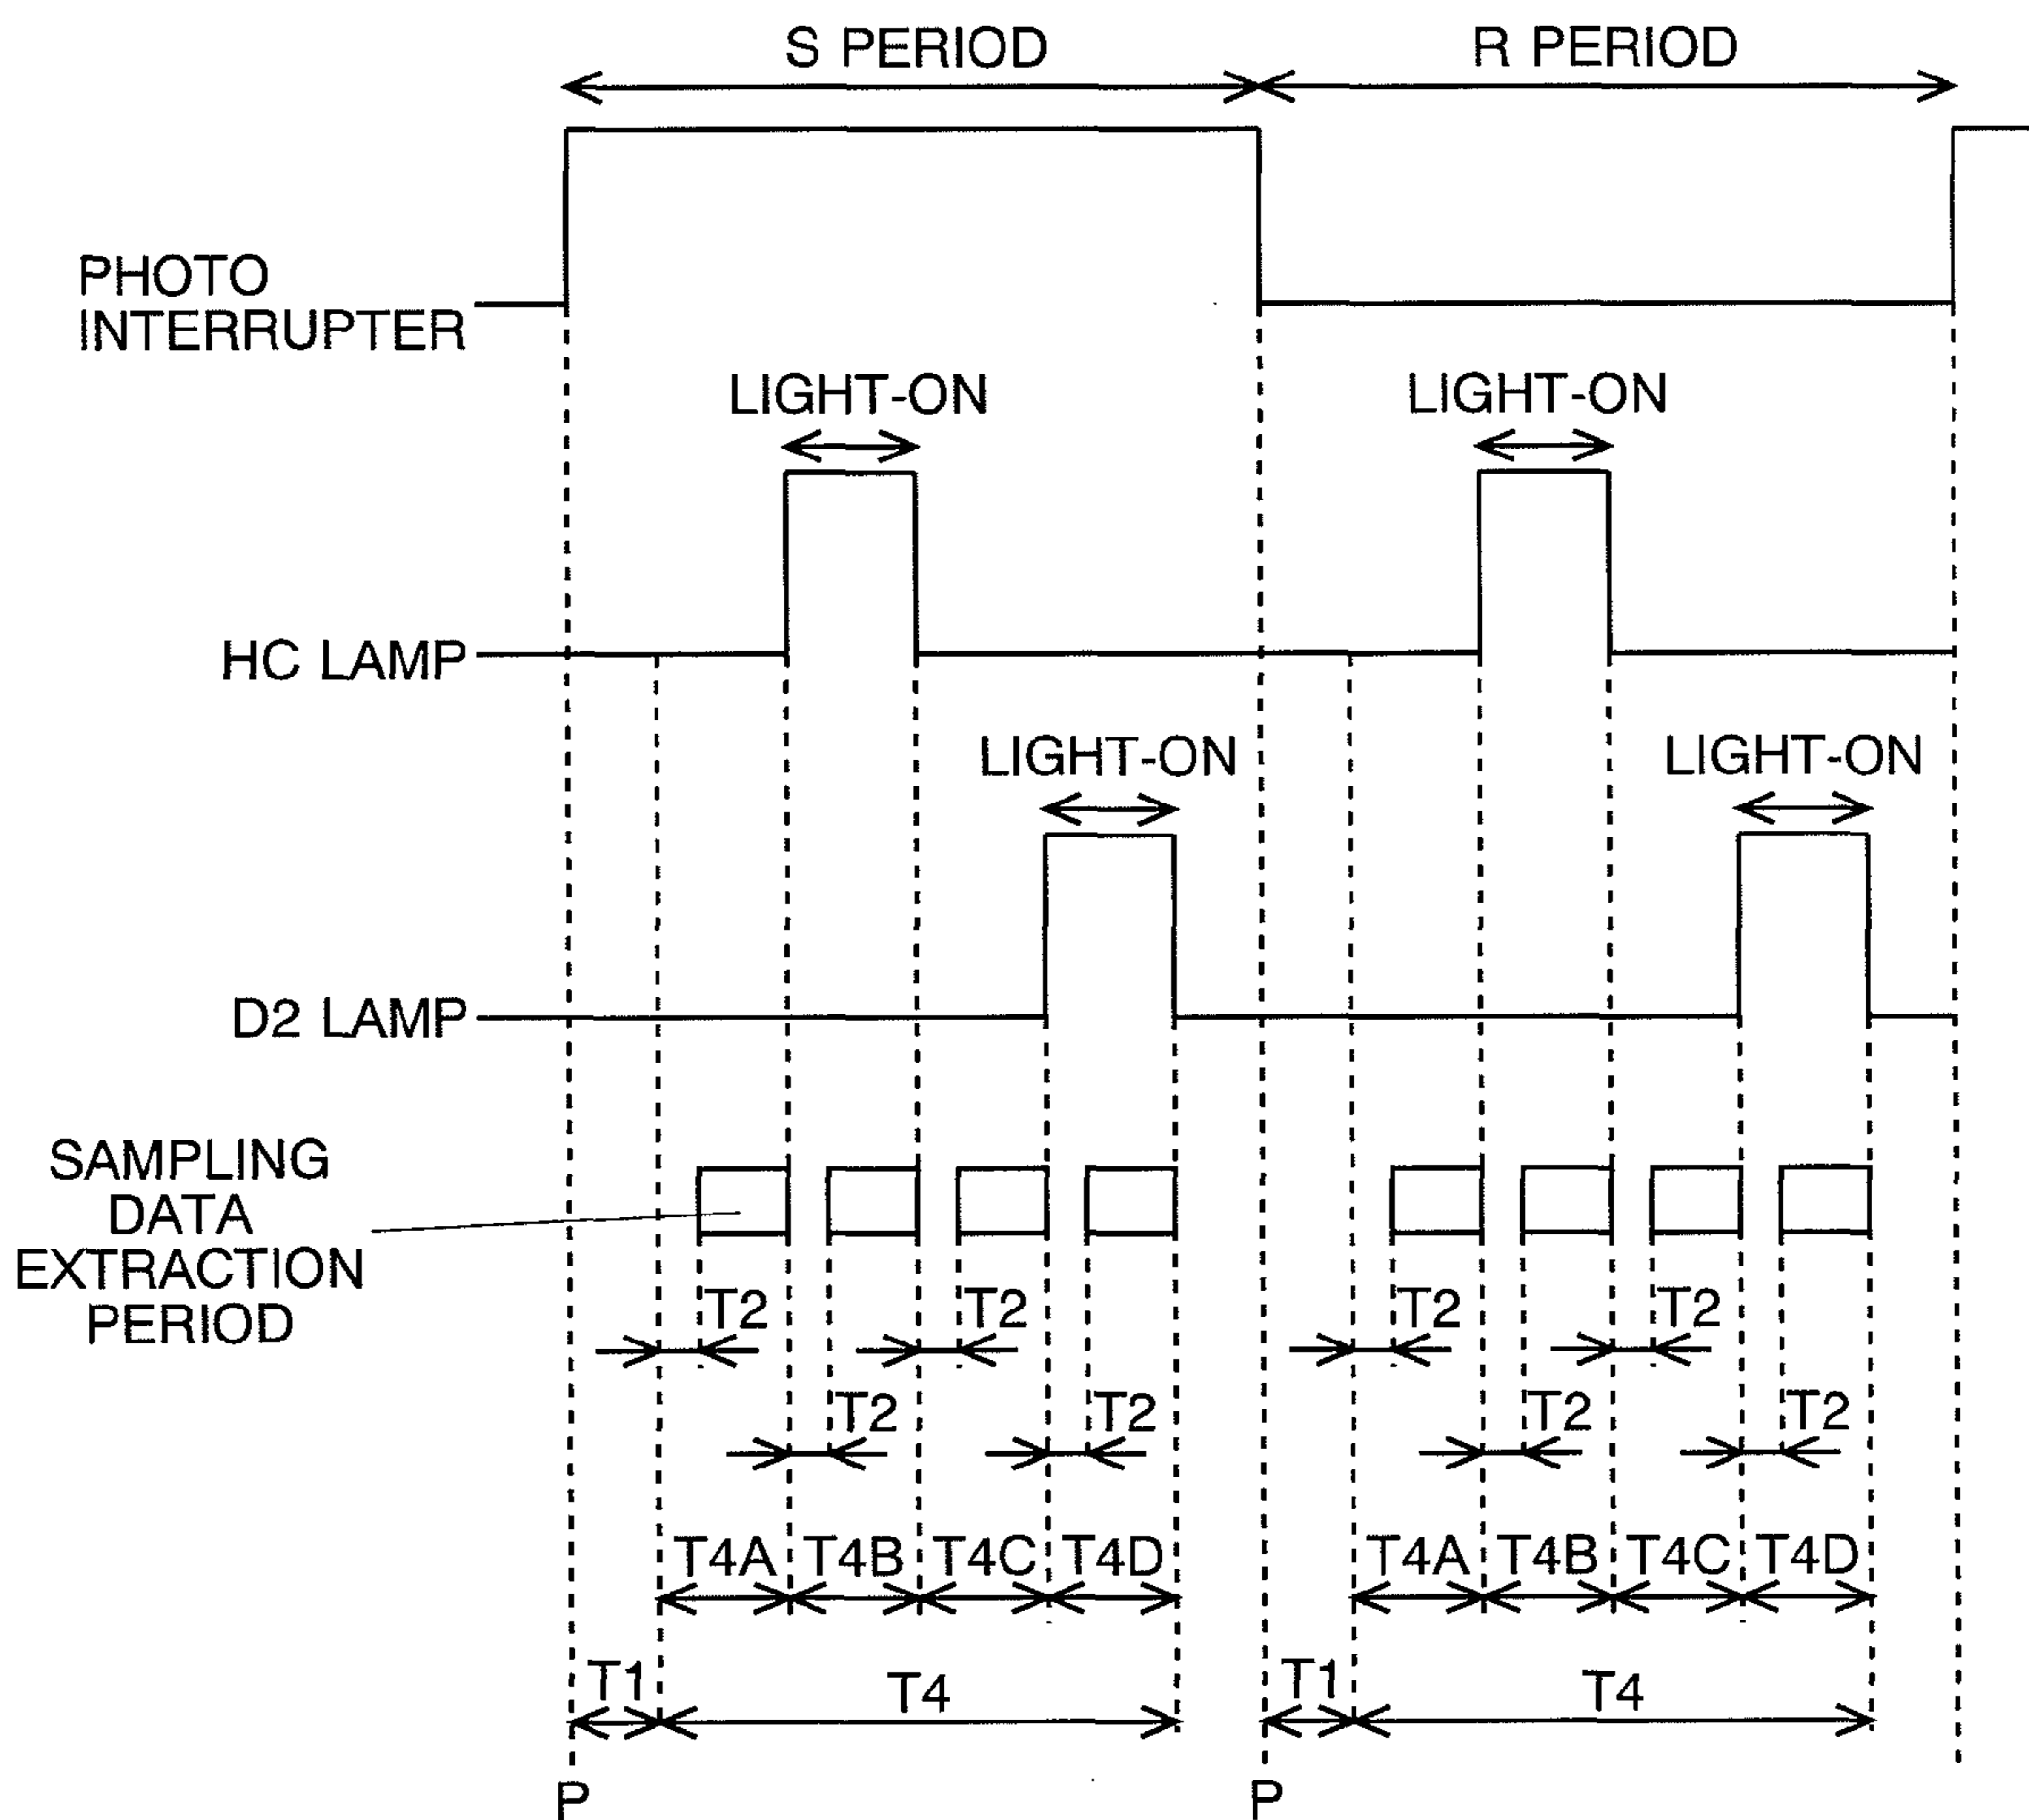 S PERIOD
R PERIOD
PHOTO
INTERRUPTER
LIGHT-ON
LIGHT-ON
HC LAMP
LIGHT-ON
LIGHT-ON
D2 LAMP
SAMPLING
DATA
EXTRACTION
PERIOD
T2
T2
T2
T2
T2
T2
T2
T2
T4A
T4B
T4C
T4D
T4A
T4B
T4C
T4D
T1
T4
T1
T4
P
P